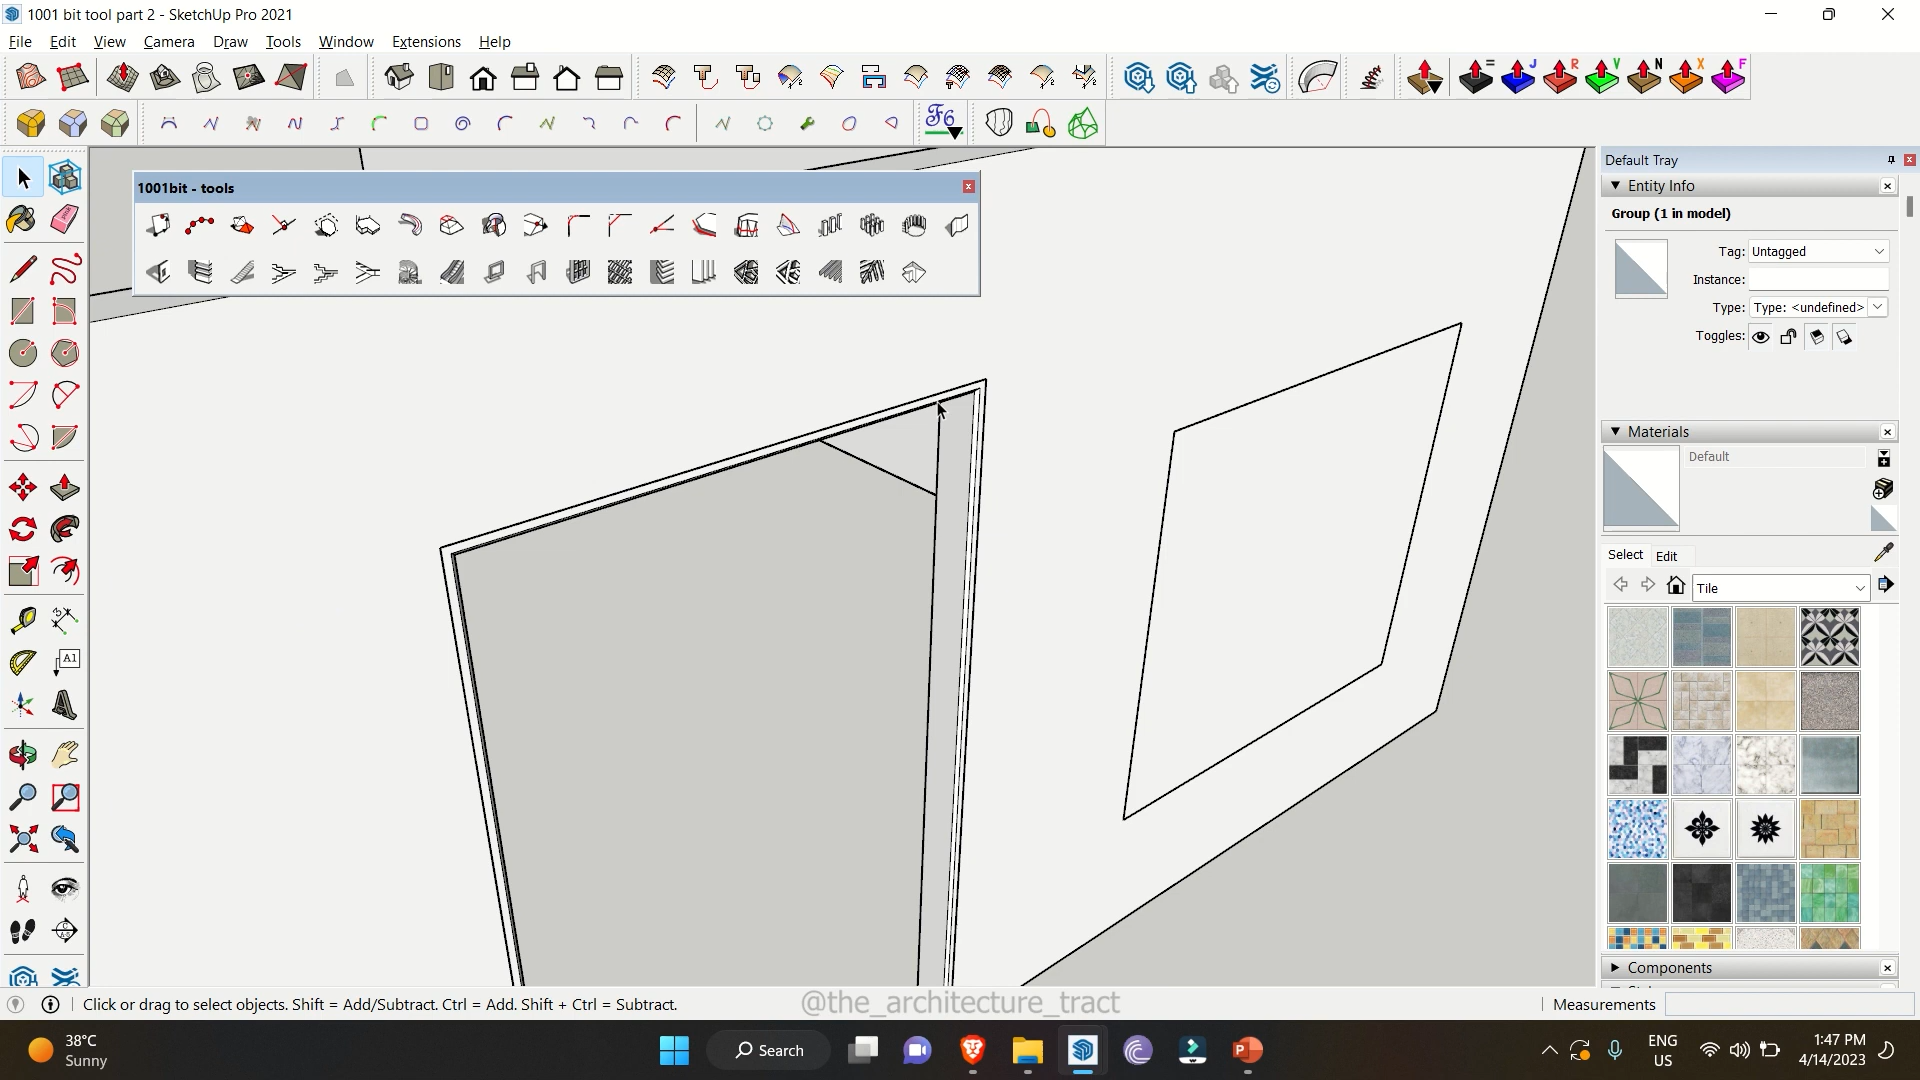 1001 bit tool part 2 - SketchUp Pro 2021
File Edit View Camera Draw Tools Window Extensions Help
= J R V N X F
F6
Default Tray
1001bit - tools
Entity Info
Group (1 in model)
Tag: Untagged
Instance:
Type: Type: <undefined>
Toggles:
Materials
Default
Select Edit
Tile
A1
Components
Click or drag to select objects. Shift = Add/Subtract. Ctrl = Add. Shift + Ctrl = Subtract.
@the_architecture_tract
Measurements
38°C
Sunny
Search
ENG
US
1:47 PM
4/14/2023